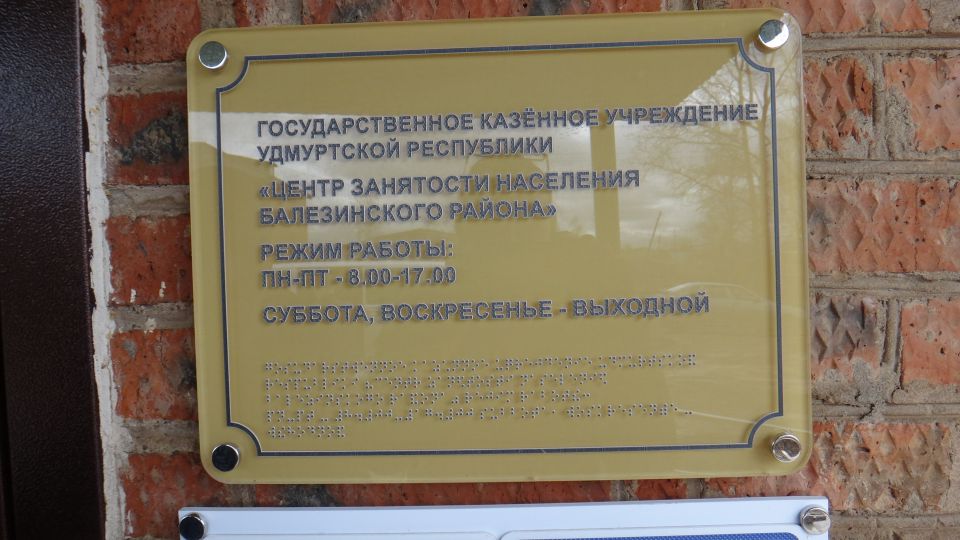 ГОСУДАРСТВЕННОЕ КАЗЁННОЕ УЧРЕЖДЕНИЕ
УДМУРТСКОЙ РЕСПУБЛИКИ
«ЦЕНТР ЗАНЯТОСТИ НАСЕЛЕНИЯ
БАЛЕЗИНСКОГО РАЙОНА»
РЕЖИМ РАБОТЫ:
ПН-ПТ - 8.00-17.00
СУББОТА, ВОСКРЕСЕНЬЕ - ВЫХОДНОЙ